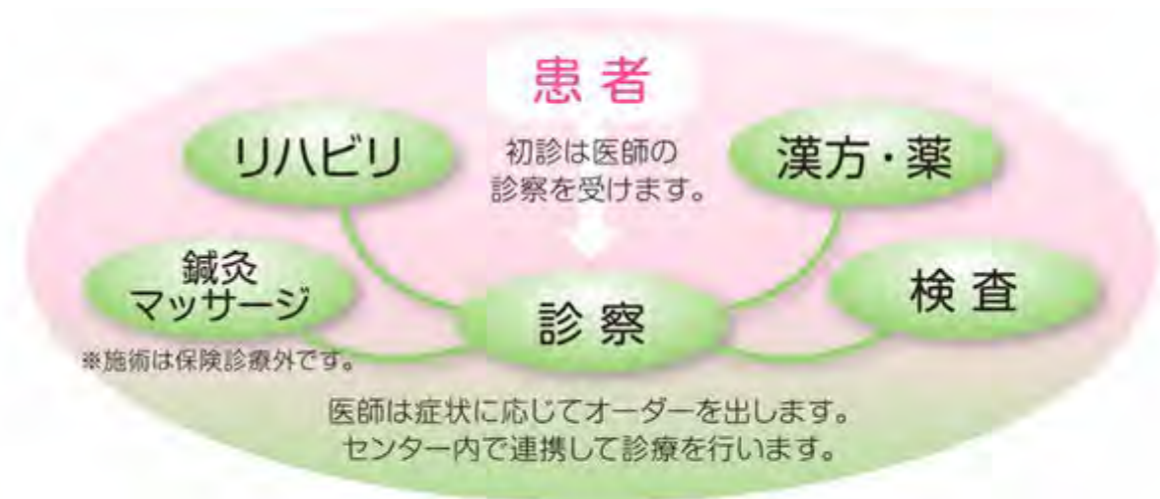 患者
初診は医師の
診察を受けます。
リハビリ
漢方・薬
鍼灸
マッサージ
※施術は保険診療外です。
検査
診察
医師は症状に応じてオーダーを出します。
センター内で連携して診療を行います。